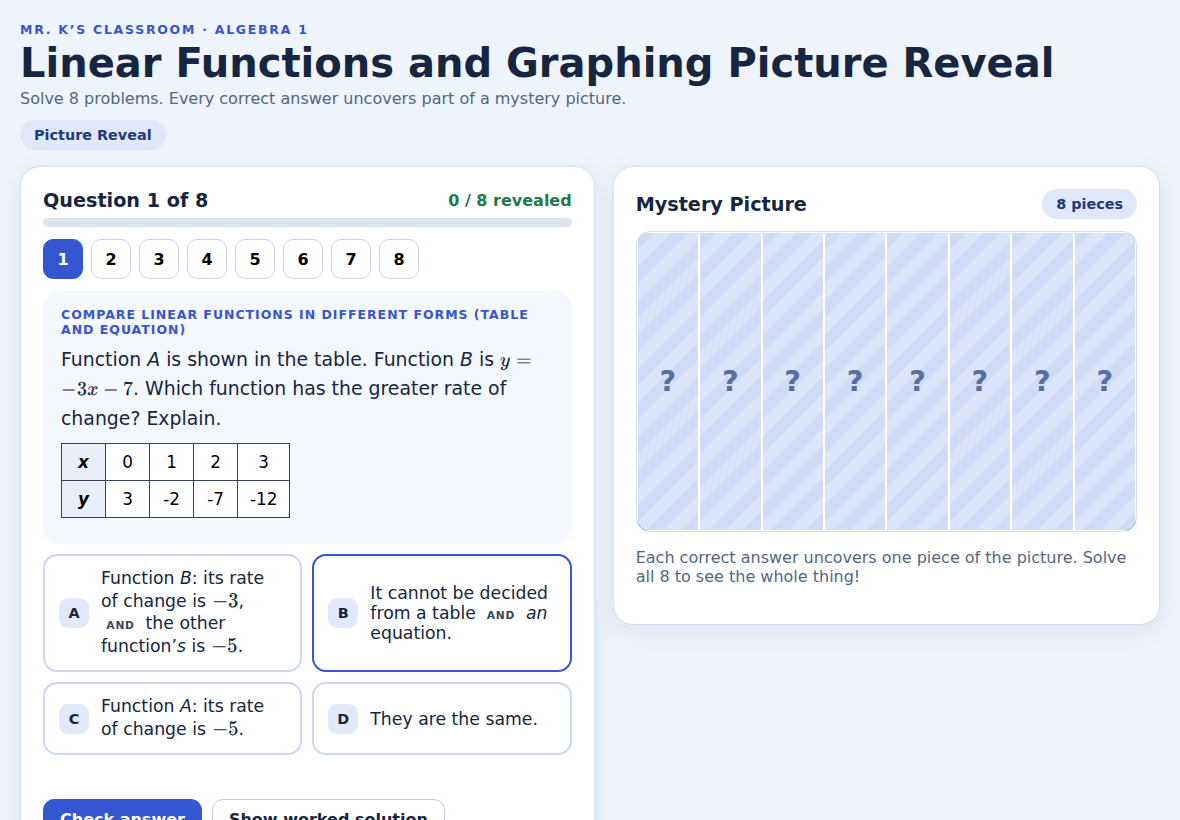 MR. K’S CLASSROOM · ALGEBRA 1
Linear Functions and Graphing Picture Reveal
Solve 8 problems. Every correct answer uncovers part of a mystery picture.
Picture Reveal
Question 1 of 8
0 / 8 revealed
1 2 3 4 5 6 7 8
COMPARE LINEAR FUNCTIONS IN DIFFERENT FORMS (TABLE
AND EQUATION)
Function A is shown in the table. Function B is y =
−3x − 7. Which function has the greater rate of
change? Explain.
x 0 1 2 3
y 3 -2 -7 -12
A
Function B: its rate
of change is −3,
AND the other
function’s is −5.
B
It cannot be decided
from a table AND an
equation.
C
Function A: its rate
of change is −5.
D
They are the same.
Check answer
Show worked solution
Mystery Picture
8 pieces
? ? ? ? ? ? ? ?
Each correct answer uncovers one piece of the picture. Solve
all 8 to see the whole thing!